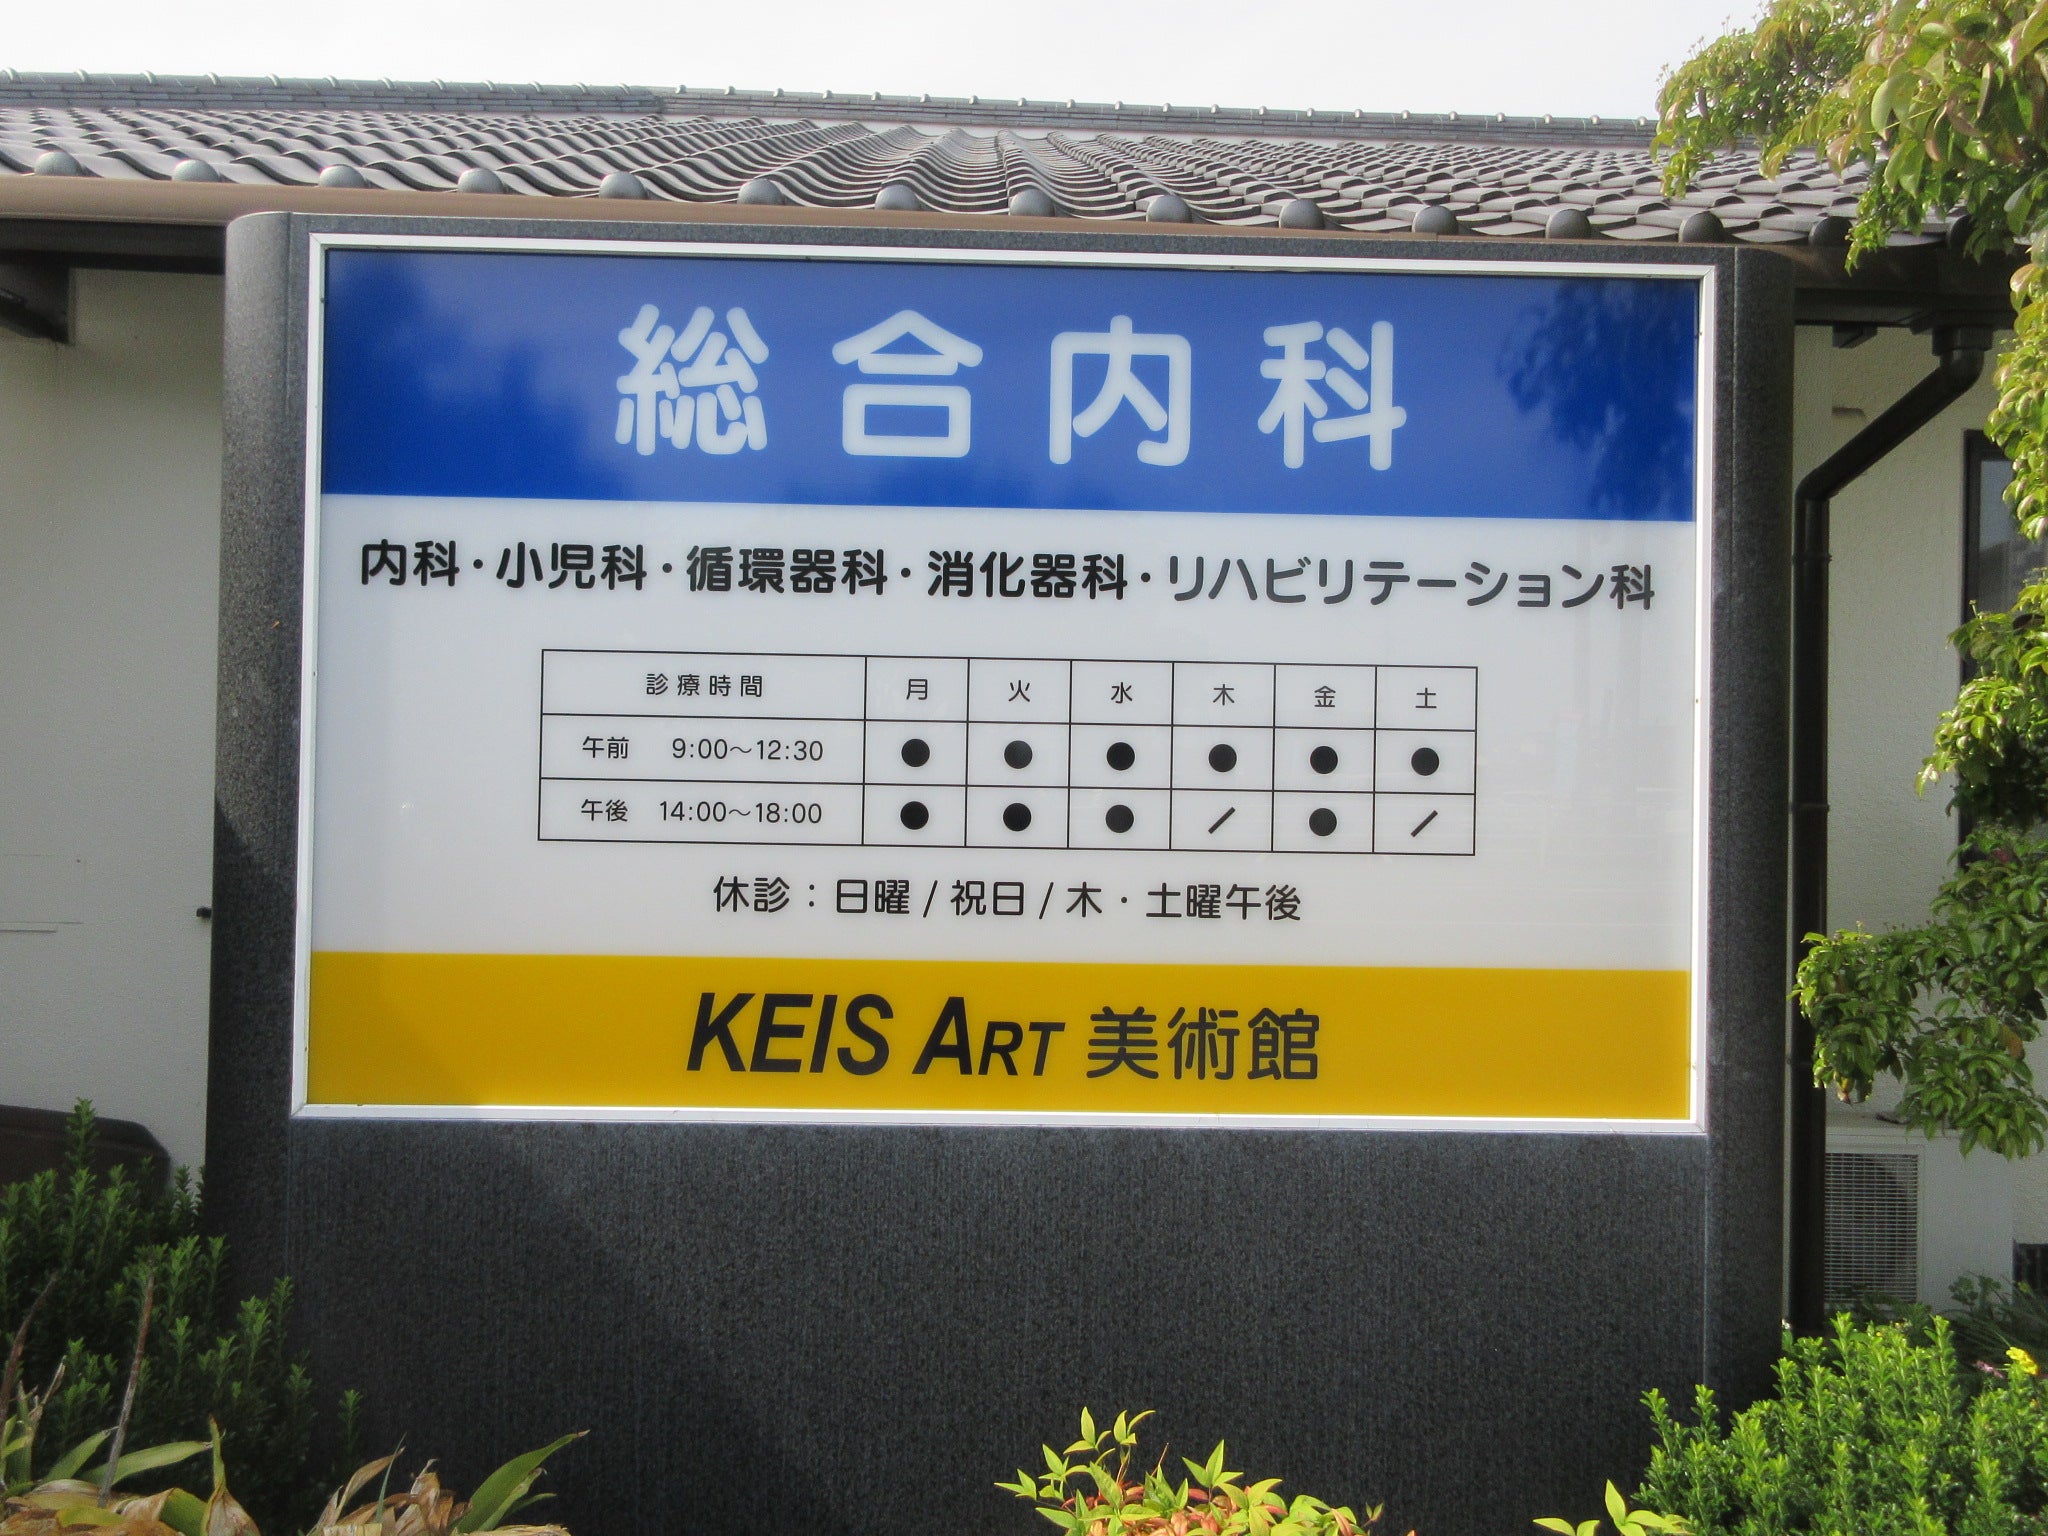 総合内科
内科・小児科・循環器科・消化器科・リハビリテーション科
診療時間 月 火 水 木 金 土
午前 9:00〜12:30 ● ● ● ● ● ●
午後 14:00〜18:00 ● ● ● / ● /
休診：日曜/祝日/木・土曜午後
KEIS ART 美術館